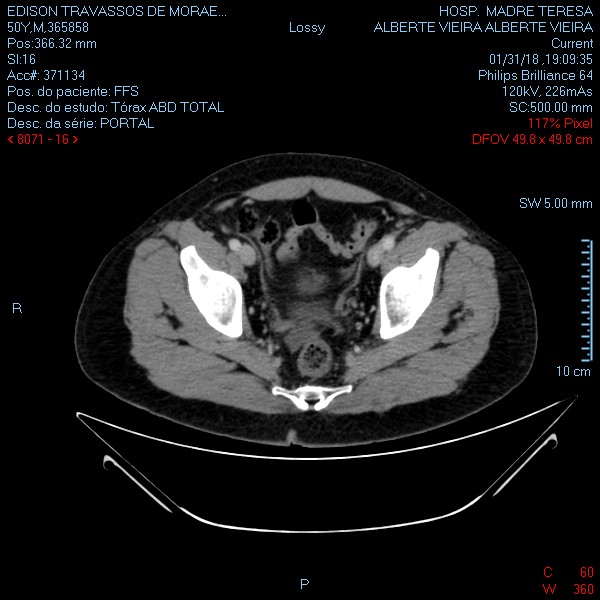 EDISON TRAVASSOS DE MORAE...
50Y,M,365858
Pos:366.32 mm
SI:16
Acc#: 371134
Pos. do paciente: FFS
Desc. do estudo: Tórax ABD TOTAL
Desc. da série: PORTAL
< 8071 - 16 >
Lossy
HOSP. MADRE TERESA
ALBERTE VIEIRA ALBERTE VIEIRA
Current
01/31/18 ,19:09:35
Philips Brilliance 64
120kV, 226mAs
SC:500.00 mm
117% Pixel
DFOV 49.8 x 49.8 cm
SW 5.00 mm
R
10 cm
P
C 60
W 360